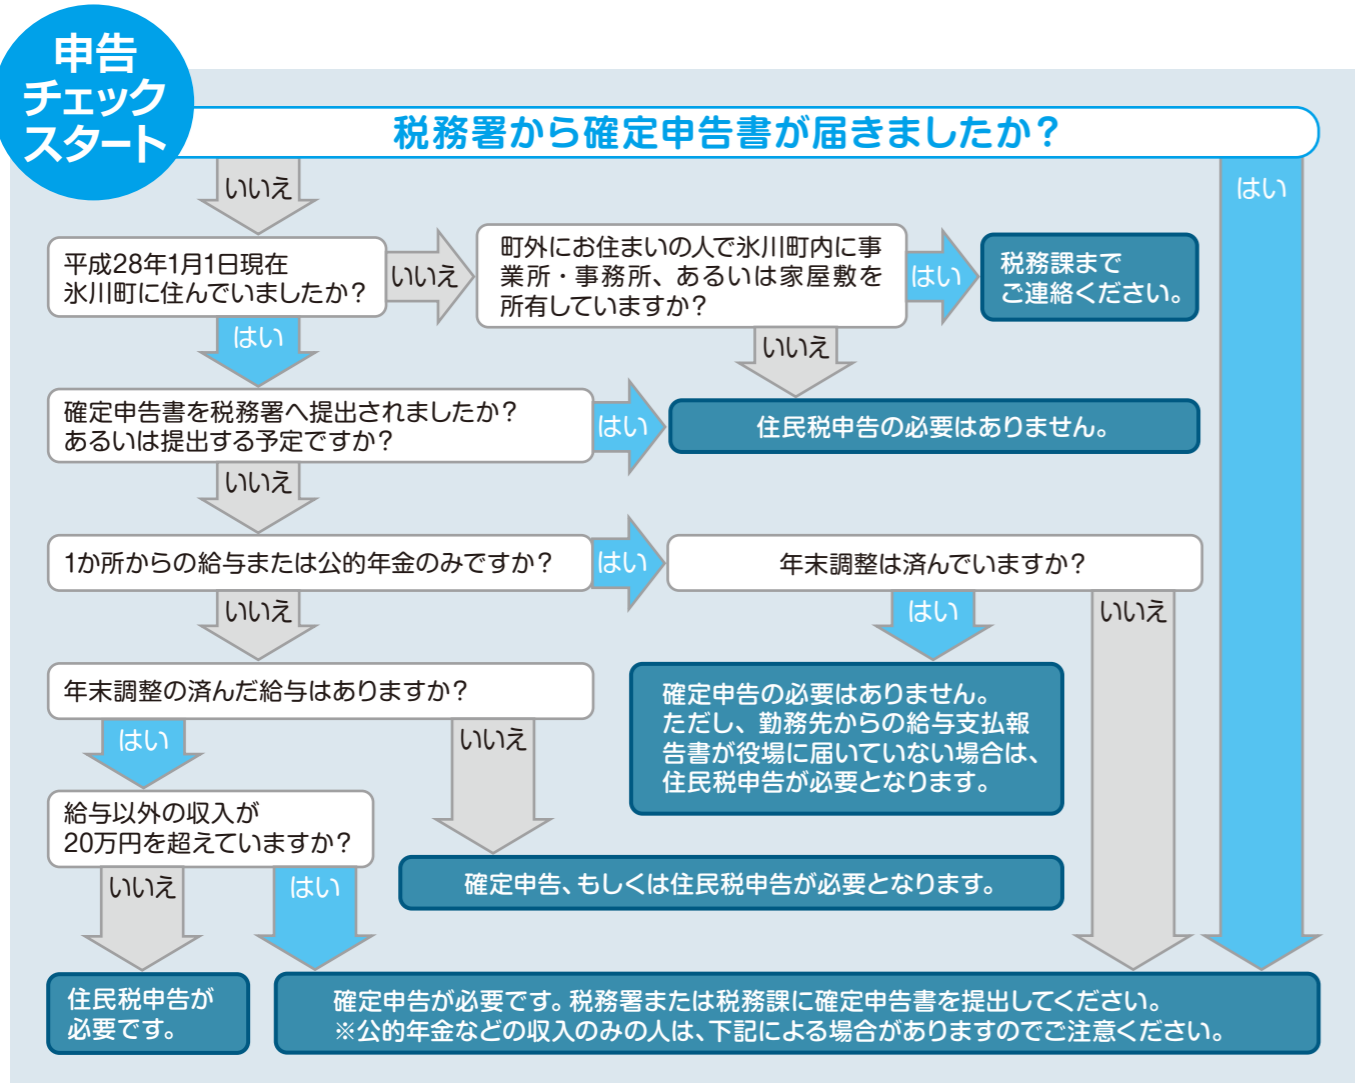 申告
チェック
スタート
税務署から確定申告書が届きましたか?
いいえ
はい
平成28年1月1日現在
氷川町に住んでいましたか?
いいえ
町外にお住まいの人で氷川町内に事
業所・事務所、あるいは家屋敷を
所有していますか?
はい
税務課まで
ご連絡ください。
はい
いいえ
確定申告書を税務署へ提出されましたか?
あるいは提出する予定ですか?
はい
住民税申告の必要はありません。
いいえ
1か所からの給与または公的年金のみですか?
はい
年末調整は済んでいますか?
いいえ
はい
いいえ
年末調整の済んだ給与はありますか?
確定申告の必要はありません。
ただし、勤務先からの給与支払報
告書が役場に届いていない場合は、
住民税申告が必要となります。
はい
いいえ
給与以外の収入が
20万円を超えていますか?
確定申告、もしくは住民税申告が必要となります。
いいえ
はい
住民税申告が
必要です。
確定申告が必要です。税務署または税務課に確定申告書を提出してください。
※公的年金などの収入のみの人は、下記による場合がありますのでご注意ください。